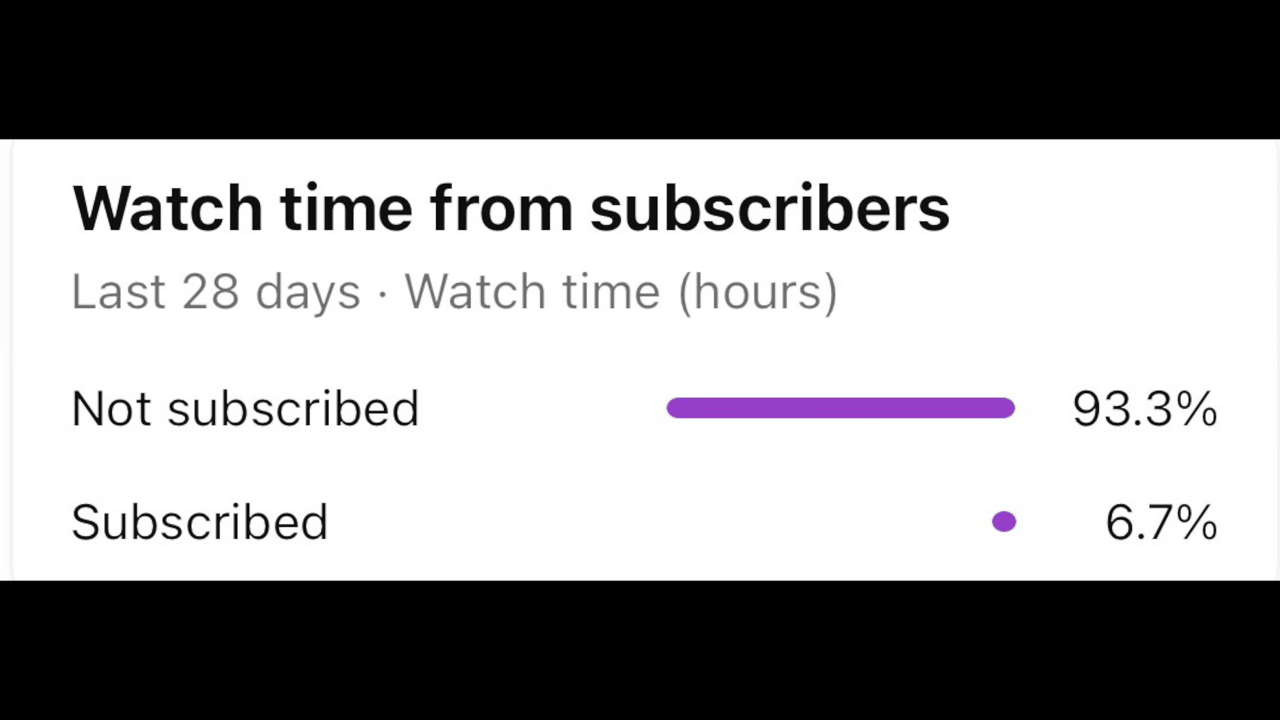 Watch time from subscribers
Last 28 days · Watch time (hours)
Not subscribed 93.3%
Subscribed 6.7%